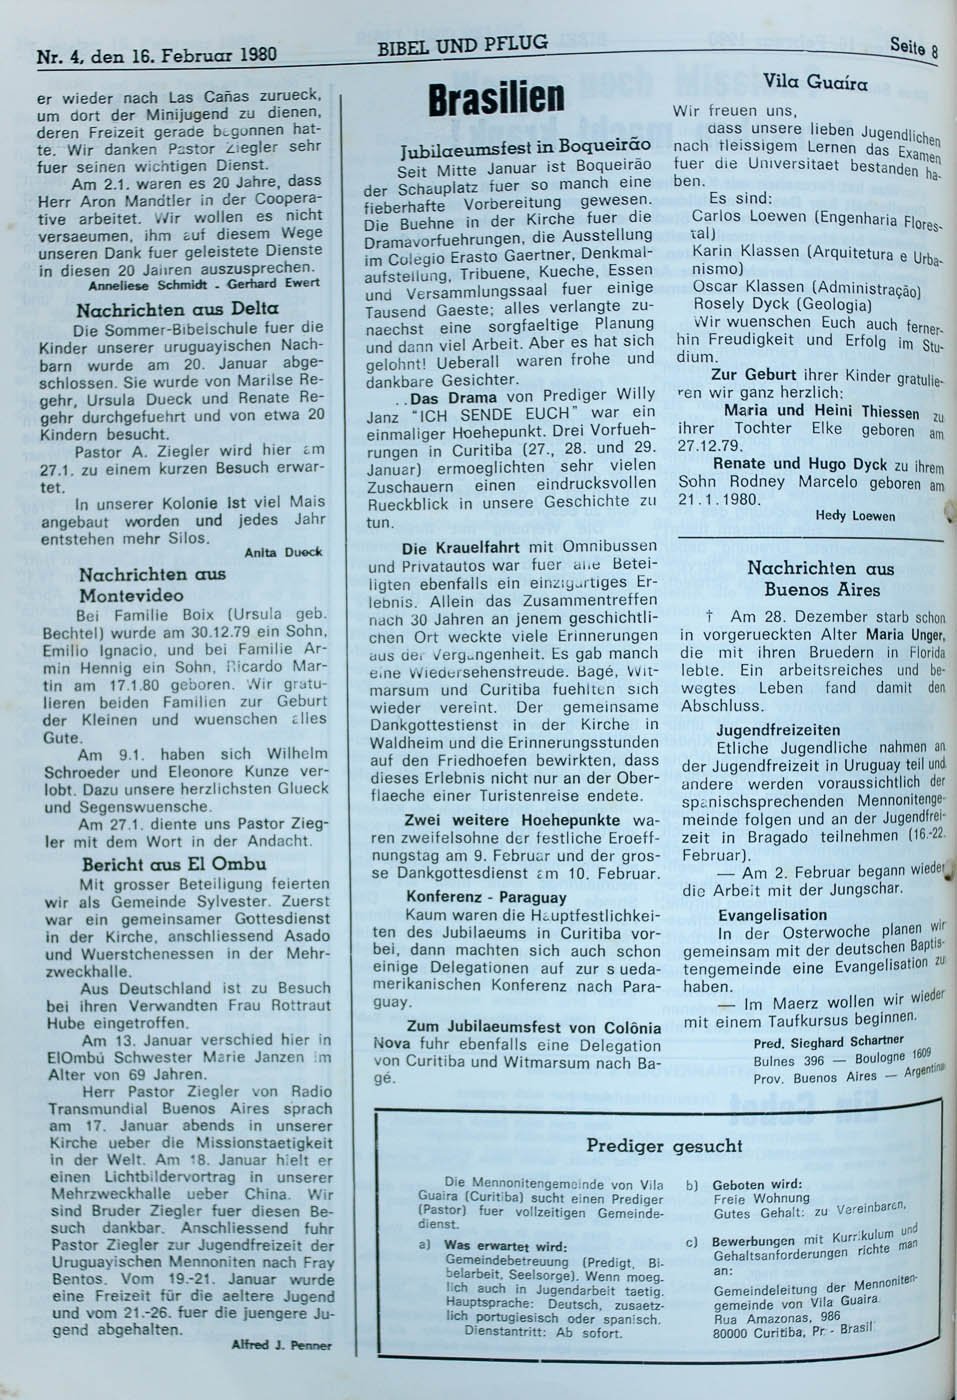 Nr. 4, den 16. Februar 1980
BIBEL UND PFLUG
Seite 8
er wieder nach Las Cañas zurueck,
um dort der Minijugend zu dienen,
deren Freizeit gerade begonnen hat-
te. Wir danken Pastor Ziegler sehr
fuer seinen wichtigen Dienst.
Am 2.1. waren es 20 Jahre, dass
Herr Aron Mandtler in der Coopera-
tive arbeitet. Wir wollen es nicht
versaeumen, ihm auf diesem Wege
unseren Dank fuer geleistete Dienste
in diesen 20 Jahren auszusprechen.
Anneliese Schmidt - Gerhard Ewert
Nachrichten aus Delta
Die Sommer-Bibelschule fuer die
Kinder unserer uruguayischen Nach-
barn wurde am 20. Januar abge-
schlossen. Sie wurde von Marilse Re-
gehr, Ursula Dueck und Renate Re-
gehr durchgefuehrt und von etwa 20
Kindern besucht.
Pastor A. Ziegler wird hier am
27.1. zu einem kurzen Besuch erwar-
tet.
In unserer Kolonie ist viel Mais
angebaut worden und jedes Jahr
entstehen mehr Silos.
Anita Dueck
Nachrichten aus
Montevideo
Bei Familie Boix (Ursula geb.
Bechtel) wurde am 30.12.79 ein Sohn,
Emilio Ignacio, und bei Familie Ar-
min Hennig ein Sohn, Ricardo Mar-
tin am 17.1.80 geboren. Wir gratu-
lieren beiden Familien zur Geburt
der Kleinen und wuenschen alles
Gute.
Am 9.1. haben sich Wilhelm
Schroeder und Eleonore Kunze ver-
lobt. Dazu unsere herzlichsten Glueck
und Segenswuensche.
Am 27.1. diente uns Pastor Zieg-
ler mit dem Wort in der Andacht.
Bericht aus El Ombu
Mit grosser Beteiligung feierten
wir als Gemeinde Sylvester. Zuerst
war ein gemeinsamer Gottesdienst
in der Kirche, anschliessend Asado
und Wuerstchenessen in der Mehr-
zweckhalle.
Aus Deutschland ist zu Besuch
bei ihren Verwandten Frau Rottraut
Hube eingetroffen.
Am 13. Januar verschied hier in
ElOmbú Schwester Marie Janzen im
Alter von 69 Jahren.
Herr Pastor Ziegler von Radio
Transmundial Buenos Aires sprach
am 17. Januar abends in unserer
Kirche ueber die Missionstaetigkeit
in der Welt. Am 18. Januar hielt er
einen Lichtbildervortrag in unserer
Mehrzweckhalle ueber China. Wir
sind Bruder Ziegler fuer diesen Be-
such dankbar. Anschliessend fuhr
Pastor Ziegler zur Jugendfreizeit der
Uruguayischen Mennoniten nach Fray
Bentos. Vom 19.-21. Januar wurde
eine Freizeit für die aeltere Jugend
und vom 21.-26. fuer die juengere Ju-
gend abgehalten.
Alfred J. Penner
Brasilien
Jubilaeumsfest in Boqueirão
Seit Mitte Januar ist Boqueirão
der Schauplatz fuer so manch eine
fieberhafte Vorbereitung gewesen.
Die Buehne in der Kirche fuer die
Dramavorfuehrungen, die Ausstellung
im Colegio Erasto Gaertner, Denkmal-
aufstellung, Tribuene, Kueche, Essen
und Versammlungssaal fuer einige
Tausend Gaeste; alles verlangte zu-
naechst eine sorgfaeltige Planung
und dann viel Arbeit. Aber es hat sich
gelohnt! Ueberall waren frohe und
dankbare Gesichter.
..Das Drama von Prediger Willy
Janz “ICH SENDE EUCH” war ein
einmaliger Hoehepunkt. Drei Vorfueh-
rungen in Curitiba (27., 28. und 29.
Januar) ermoeglichten sehr vielen
Zuschauern einen eindrucksvollen
Rueckblick in unsere Geschichte zu
tun.
Die Krauelfahrt mit Omnibussen
und Privatautos war fuer alle Betei-
ligten ebenfalls ein einzigartiges Er-
lebnis. Allein das Zusammentreffen
nach 30 Jahren an jenem geschichtli-
chen Ort weckte viele Erinnerungen
aus der Vergangenheit. Es gab manch
eine Wiedersehensfreude. Bagé, Wit-
marsum und Curitiba fuehlten sich
wieder vereint. Der gemeinsame
Dankgottestienst in der Kirche in
Waldheim und die Erinnerungsstunden
auf den Friedhoefen bewirkten, dass
dieses Erlebnis nicht nur an der Ober-
flaeche einer Turistenreise endete.
Zwei weitere Hoehepunkte wa-
ren zweifelsohne der festliche Eroeff-
nungstag am 9. Februar und der gros-
se Dankgottesdienst am 10. Februar.
Konferenz - Paraguay
Kaum waren die Hauptfestlichkei-
ten des Jubilaeums in Curitiba vor-
bei, dann machten sich auch schon
einige Delegationen auf zur sueda-
merikanischen Konferenz nach Para-
guay.
Zum Jubilaeumsfest von Colônia
Nova fuhr ebenfalls eine Delegation
von Curitiba und Witmarsum nach Ba-
gé.
Vila Guaíra
Wir freuen uns,
dass unsere lieben Jugendlichen
nach fleissigem Lernen das Examen
fuer die Universitaet bestanden ha-
ben.
Es sind:
Carlos Loewen (Engenharia Flores-
tal)
Karin Klassen (Arquitetura e Urba-
nismo)
Oscar Klassen (Administração)
Rosely Dyck (Geologia)
Wir wuenschen Euch auch ferner-
hin Freudigkeit und Erfolg im Stu-
dium.
Zur Geburt ihrer Kinder gratulie-
ren wir ganz herzlich:
Maria und Heini Thiessen zu
ihrer Tochter Elke geboren am
27.12.79.
Renate und Hugo Dyck zu ihrem
Sohn Rodney Marcelo geboren am
21.1.1980.
Hedy Loewen
Nachrichten aus
Buenos Aires
† Am 28. Dezember starb schon
in vorgerueckten Alter Maria Unger,
die mit ihren Bruedern in Florida
lebte. Ein arbeitsreiches und be-
wegtes Leben fand damit den
Abschluss.
Jugendfreizeiten
Etliche Jugendliche nahmen an
der Jugendfreizeit in Uruguay teil und
andere werden voraussichtlich der
spanischsprechenden Mennonitenge-
meinde folgen und an der Jugendfrei-
zeit in Bragado teilnehmen (16.-22.
Februar).
— Am 2. Februar begann wieder
die Arbeit mit der Jungschar.
Evangelisation
In der Osterwoche planen wir
gemeinsam mit der deutschen Baptis-
tengemeinde eine Evangelisation zu
haben.
— Im Maerz wollen wir wieder
mit einem Taufkursus beginnen.
Pred. Sieghard Schartner
Bulnes 396 — Boulogne 1609
Prov. Buenos Aires — Argentina
Prediger gesucht
Die Mennonitengemeinde von Vila
Guaira (Curitiba) sucht einen Prediger
(Pastor) fuer vollzeitigen Gemeinde-
dienst.
a) Was erwartet wird:
Gemeindebetreuung (Predigt, Bi-
belarbeit, Seelsorge). Wenn moeg-
lich auch in Jugendarbeit taetig.
Hauptsprache: Deutsch, zusaetz-
lich portugiesisch oder spanisch.
Dienstantritt: Ab sofort.
b) Geboten wird:
Freie Wohnung
Gutes Gehalt: zu Vereinbaren,
c) Bewerbungen mit Kurrikulum und
Gehaltsanforderungen richte man
an:
Gemeindeleitung der Mennoniten-
gemeinde von Vila Guaira
Rua Amazonas, 986
80000 Curitiba, Pr - Brasil